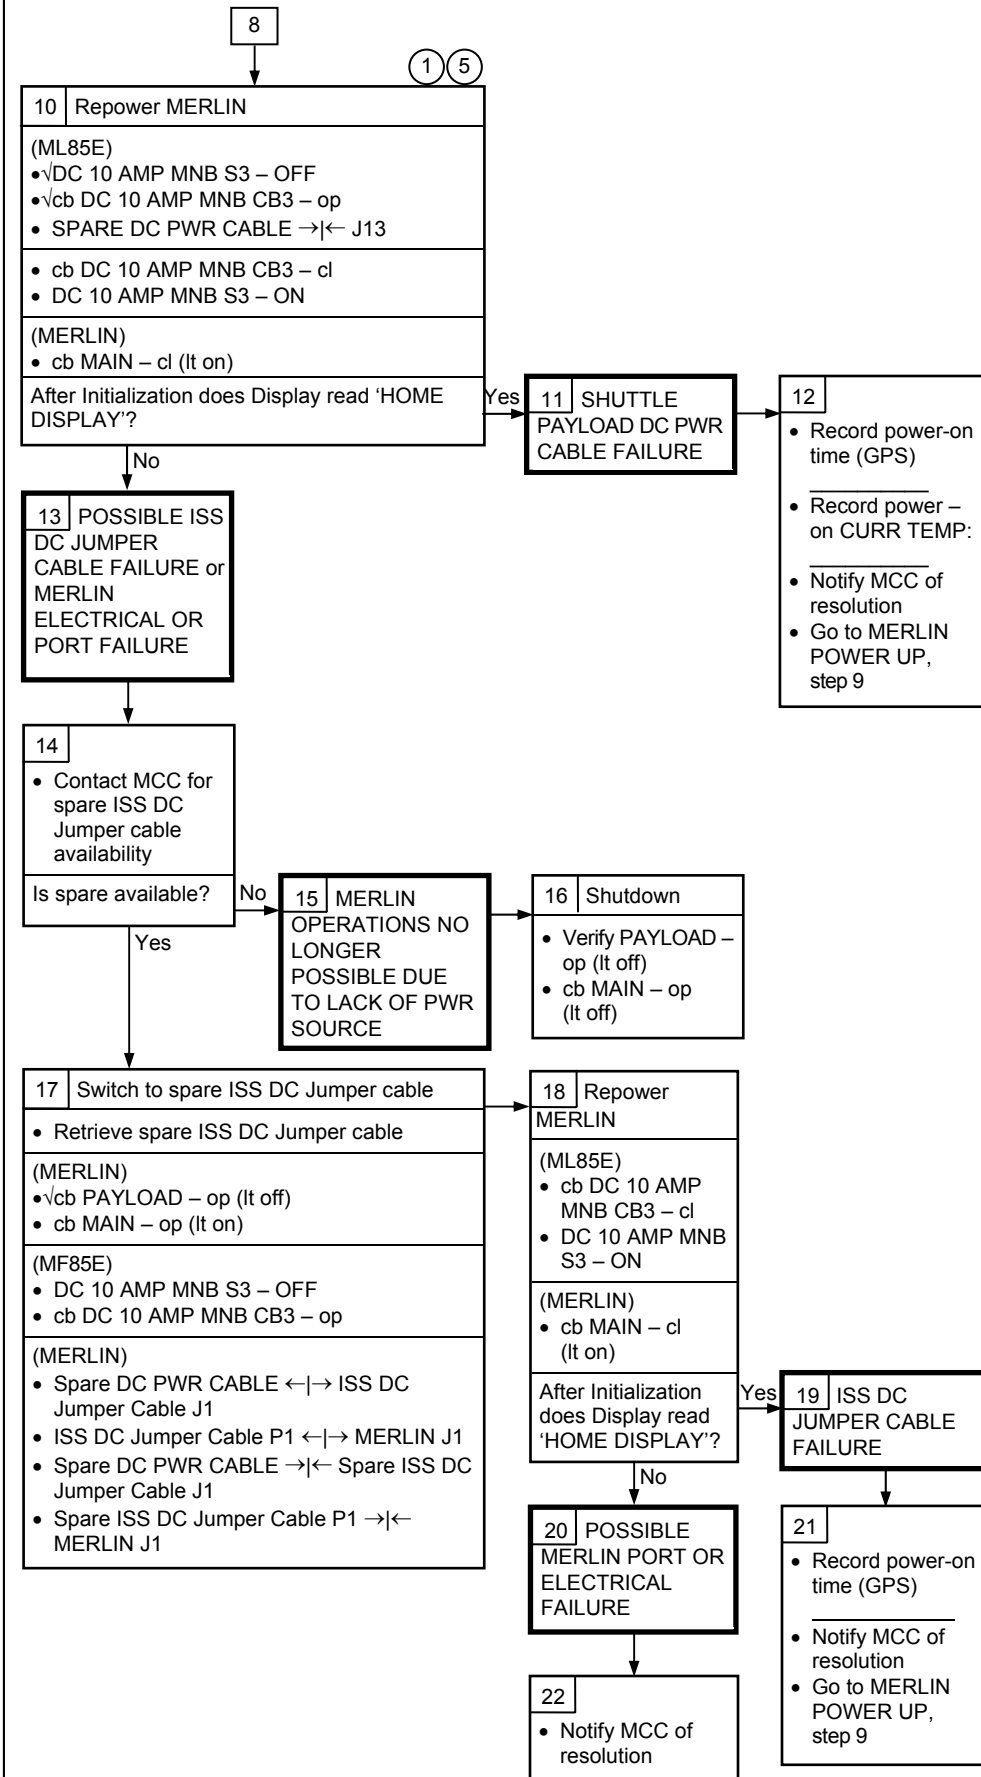 8
1 5
10 Repower MERLIN
(ML85E)
•√DC 10 AMP MNB S3 – OFF
•√cb DC 10 AMP MNB CB3 – op
• SPARE DC PWR CABLE →|← J13
• cb DC 10 AMP MNB CB3 – cl
• DC 10 AMP MNB S3 – ON
(MERLIN)
• cb MAIN – cl (lt on)
After Initialization does Display read ‘HOME
DISPLAY’?
Yes
No
11 SHUTTLE
PAYLOAD DC PWR
CABLE FAILURE
12
• Record power-on
time (GPS)
___________
• Record power –
on CURR TEMP:
___________
• Notify MCC of
resolution
• Go to MERLIN
POWER UP,
step 9
13 POSSIBLE ISS
DC JUMPER
CABLE FAILURE or
MERLIN
ELECTRICAL OR
PORT FAILURE
14
• Contact MCC for
spare ISS DC
Jumper cable
availability
Is spare available?
No
Yes
15 MERLIN
OPERATIONS NO
LONGER
POSSIBLE DUE
TO LACK OF PWR
SOURCE
16 Shutdown
• Verify PAYLOAD –
op (lt off)
• cb MAIN – op
(lt off)
17 Switch to spare ISS DC Jumper cable
• Retrieve spare ISS DC Jumper cable
(MERLIN)
•√cb PAYLOAD – op (lt off)
• cb MAIN – op (lt on)
(MF85E)
• DC 10 AMP MNB S3 – OFF
• cb DC 10 AMP MNB CB3 – op
(MERLIN)
• Spare DC PWR CABLE ←|→ ISS DC
Jumper Cable J1
• ISS DC Jumper Cable P1 ←|→ MERLIN J1
• Spare DC PWR CABLE →|← Spare ISS DC
Jumper Cable J1
• Spare ISS DC Jumper Cable P1 →|←
MERLIN J1
18 Repower
MERLIN
(ML85E)
• cb DC 10 AMP
MNB CB3 – cl
• DC 10 AMP MNB
S3 – ON
(MERLIN)
• cb MAIN – cl
(lt on)
After Initialization
does Display read
‘HOME DISPLAY’?
Yes
No
19 ISS DC
JUMPER CABLE
FAILURE
20 POSSIBLE
MERLIN PORT OR
ELECTRICAL
FAILURE
21
• Record power-on
time (GPS)
_____________
• Notify MCC of
resolution
• Go to MERLIN
POWER UP,
step 9
22
• Notify MCC of
resolution